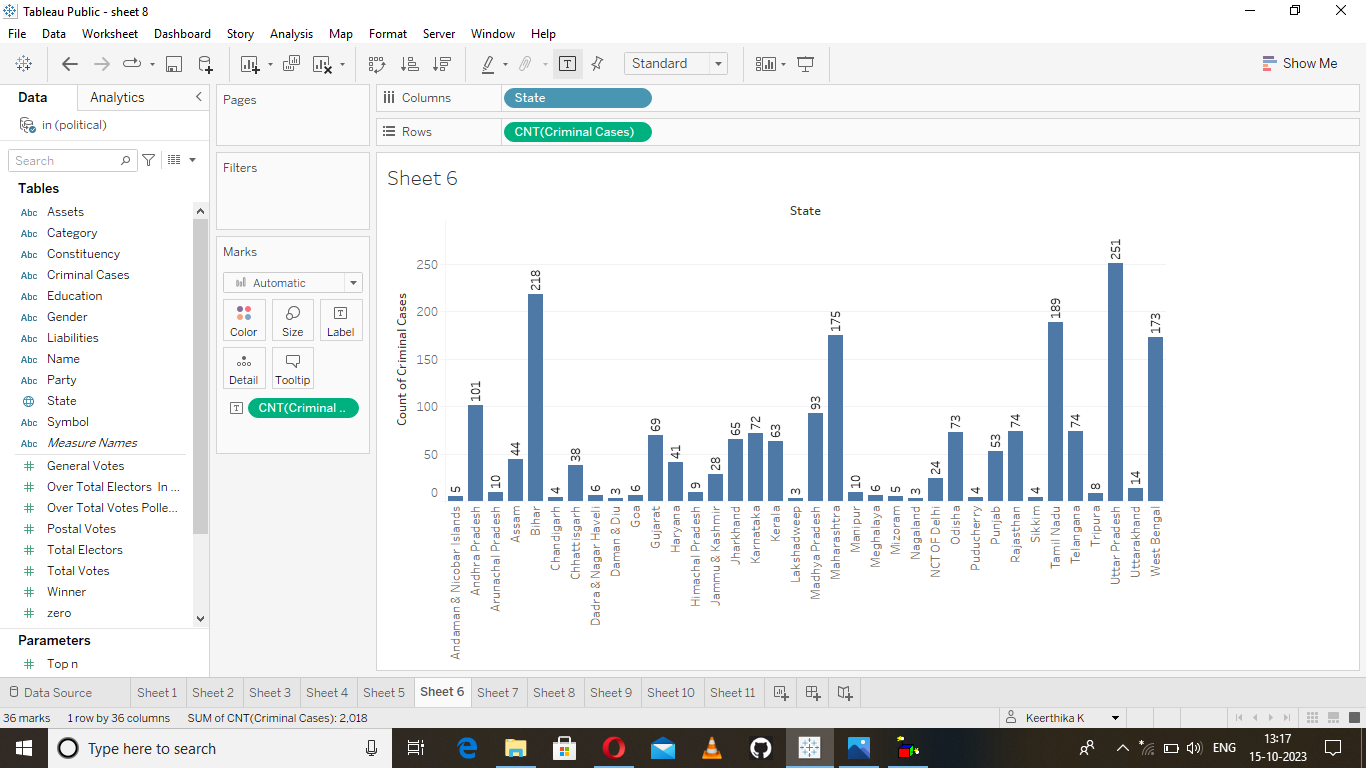 Tableau Public - sheet 8
File Data Worksheet Dashboard Story Analysis Map Format Server Window Help
Standard
Show Me
Data Analytics
in (political)
Search
Tables
Abc Assets
Abc Category
Abc Constituency
Abc Criminal Cases
Abc Education
Abc Gender
Abc Liabilities
Abc Name
Abc Party
State
Abc Symbol
Abc Measure Names
# General Votes
# Over Total Electors In ...
# Over Total Votes Polle...
# Postal Votes
# Total Electors
# Total Votes
# Winner
# zero
Parameters
# Top n
Pages
Filters
Marks
Automatic
Color Size Label
Detail Tooltip
CNT(Criminal ..
Columns State
Rows CNT(Criminal Cases)
Sheet 6
State
Count of Criminal Cases
250
200
150
100
50
0
5 101 10 44 218 4 38 6 3 6 69 41 9 28 65 72 63 3 93 175 10 6 5 3 24 73 4 53 74 4 189 74 8 251 14 173
Andaman & Nicobar Islands
Andhra Pradesh
Arunachal Pradesh
Assam
Bihar
Chandigarh
Chhattisgarh
Dadra & Nagar Haveli
Daman & Diu
Goa
Gujarat
Haryana
Himachal Pradesh
Jammu & Kashmir
Jharkhand
Karnataka
Kerala
Lakshadweep
Madhya Pradesh
Maharashtra
Manipur
Meghalaya
Mizoram
Nagaland
NCT OF Delhi
Odisha
Puducherry
Punjab
Rajasthan
Sikkim
Tamil Nadu
Telangana
Tripura
Uttar Pradesh
Uttarakhand
West Bengal
Data Source Sheet 1 Sheet 2 Sheet 3 Sheet 4 Sheet 5 Sheet 6 Sheet 7 Sheet 8 Sheet 9 Sheet 10 Sheet 11
36 marks 1 row by 36 columns SUM of CNT(Criminal Cases): 2,018
Keerthika K
Type here to search
ENG
13:17
15-10-2023